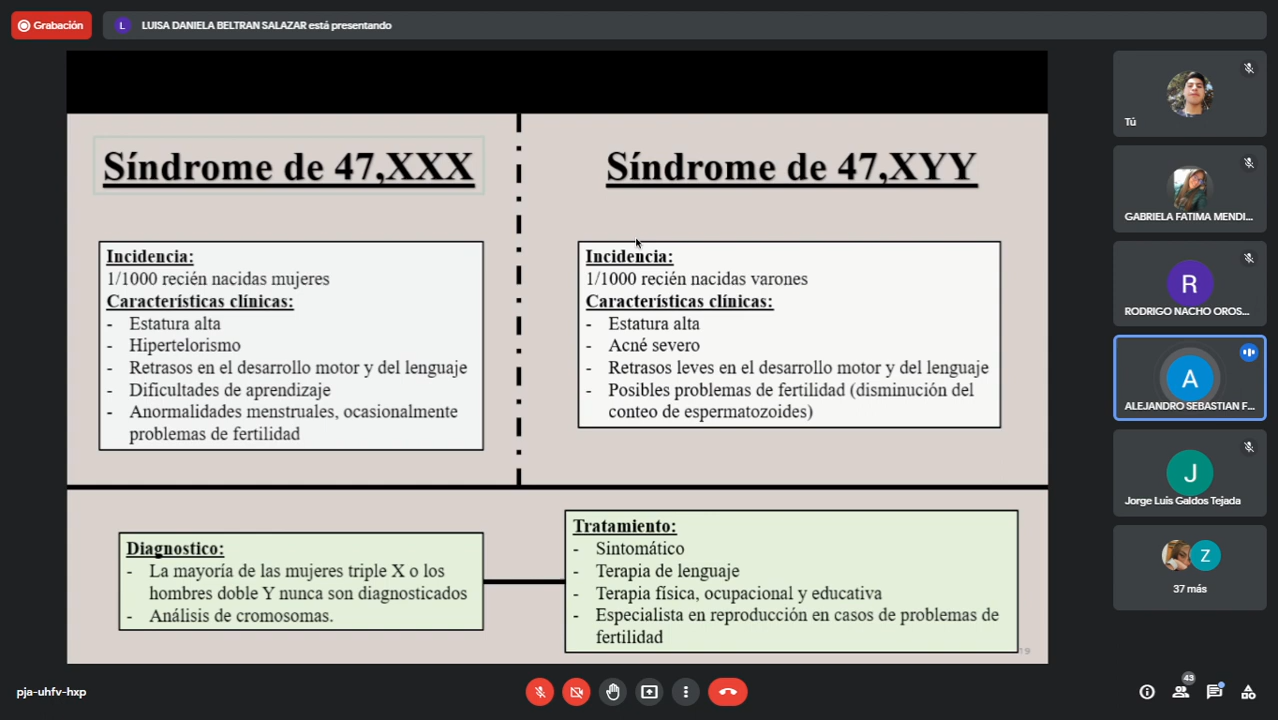 Grabación
L
LUISA DANIELA BELTRAN SALAZAR está presentando
Síndrome de 47,XXX
Incidencia:
1/1000 recién nacidas mujeres
Características clínicas:
- Estatura alta
- Hipertelorismo
- Retrasos en el desarrollo motor y del lenguaje
- Dificultades de aprendizaje
- Anormalidades menstruales, ocasionalmente
problemas de fertilidad
Síndrome de 47,XYY
Incidencia:
1/1000 recién nacidas varones
Características clínicas:
- Estatura alta
- Acné severo
- Retrasos leves en el desarrollo motor y del lenguaje
- Posibles problemas de fertilidad (disminución del
conteo de espermatozoides)
Diagnostico:
- La mayoría de las mujeres triple X o los
hombres doble Y nunca son diagnosticados
- Análisis de cromosomas.
Tratamiento:
- Sintomático
- Terapia de lenguaje
- Terapia física, ocupacional y educativa
- Especialista en reproducción en casos de problemas de
fertilidad
19
Tú
GABRIELA FATIMA MENDI...
R
RODRIGO NACHO OROS...
A
ALEJANDRO SEBASTIAN F...
J
Jorge Luis Galdos Tejada
Z
37 más
pja-uhfv-hxp
43